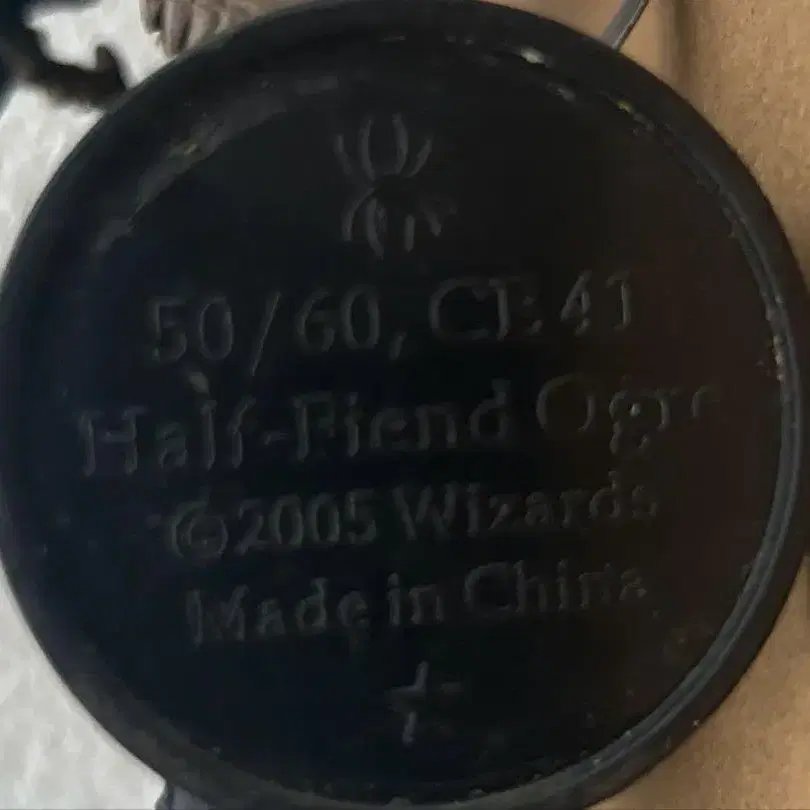 50/60, CE 41
Half-Fiend Ogre
©2005 Wizards
Made in China